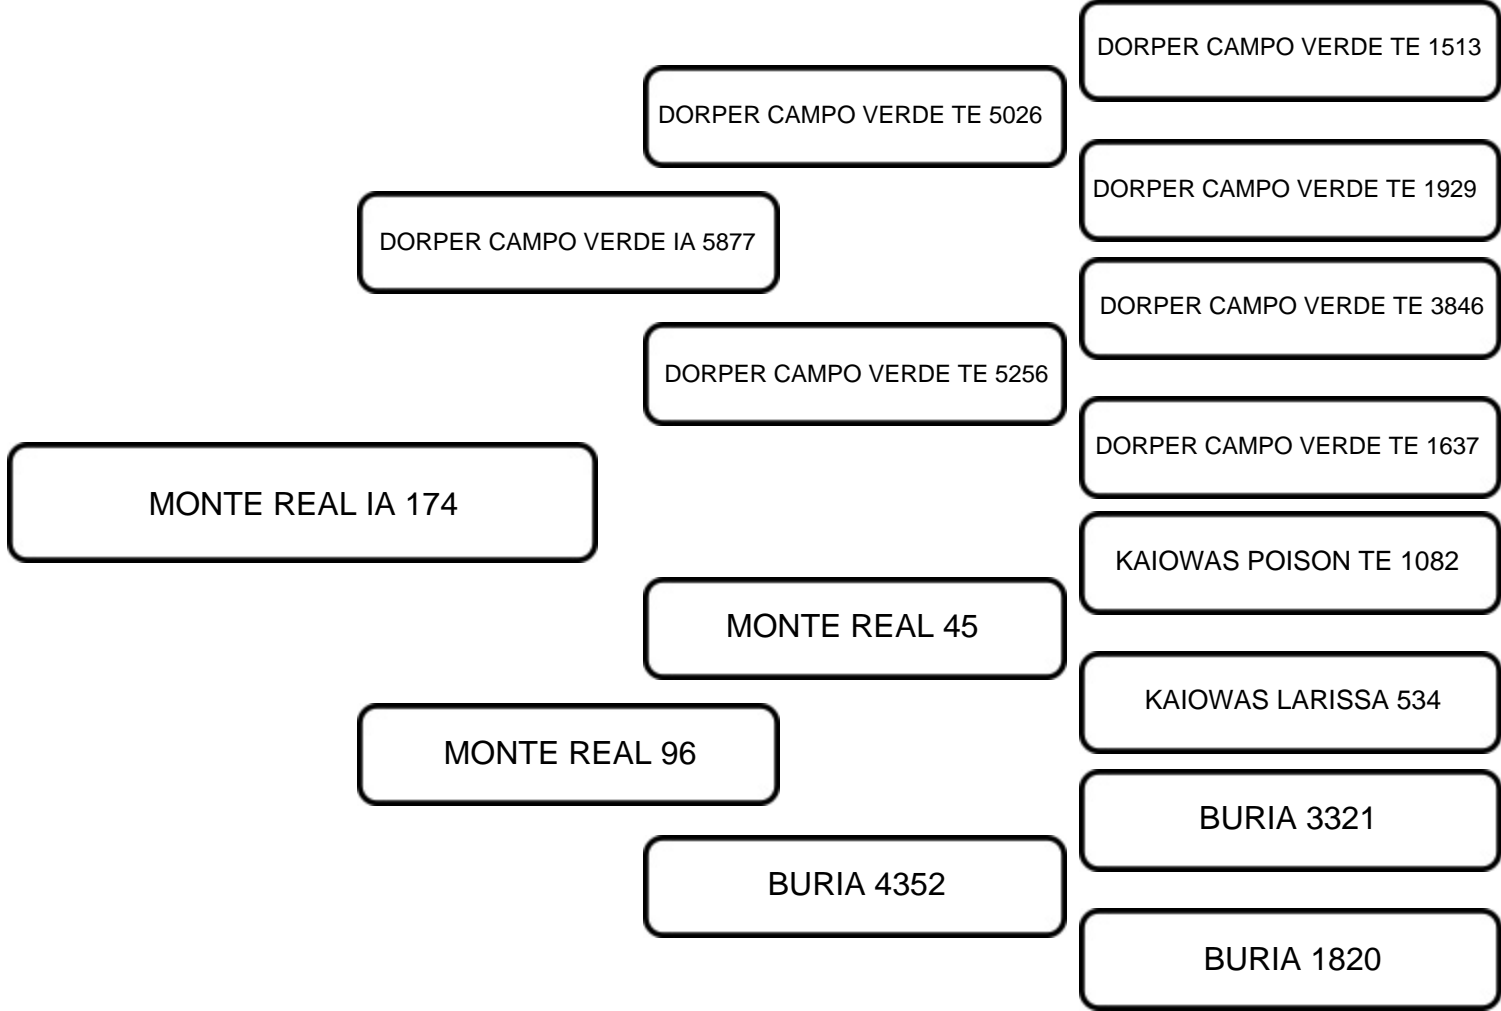 DORPER CAMPO VERDE TE 1513
DORPER CAMPO VERDE TE 5026
DORPER CAMPO VERDE TE 1929
DORPER CAMPO VERDE IA 5877
DORPER CAMPO VERDE TE 3846
DORPER CAMPO VERDE TE 5256
DORPER CAMPO VERDE TE 1637
MONTE REAL IA 174
KAIOWAS POISON TE 1082
MONTE REAL 45
KAIOWAS LARISSA 534
MONTE REAL 96
BURIA 3321
BURIA 4352
BURIA 1820